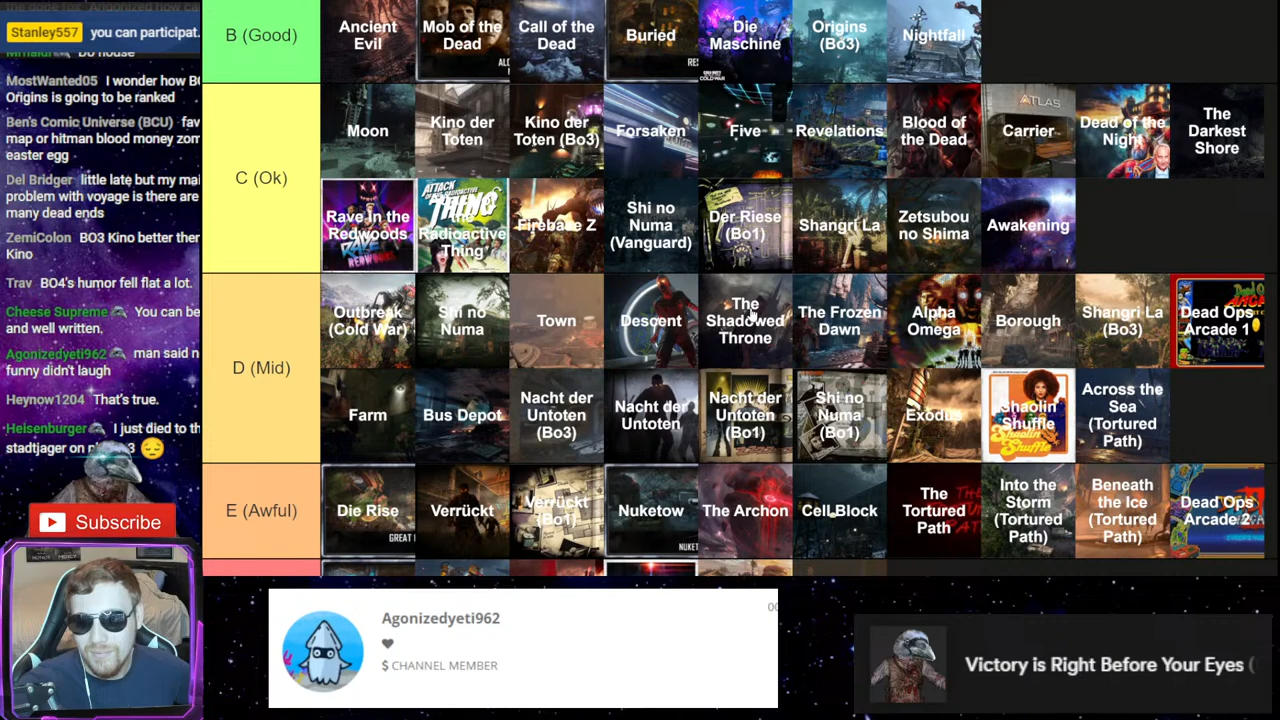 Stanley557 you can participat
Do house
MostWanted05 I wonder how BO
Origins is going to be ranked
Ben's Comic Universe (BCU) fav
map or hitman blood money zom
easter egg
Del Bridger little late but my mai
problem with voyage is there are
many dead ends
ZemiColon BO3 Kino better then
Kino
Trav BO4's humor fell flat a lot.
Cheese Supreme You can be
and well written.
Agonizedyeti962 man said n
funny didn't laugh
Heynow1204 That's true.
Heisenburger I just died to th
stadtjager on
3
Subscribe
B (Good)
Ancient
Evil
Mob of the
Dead
Call of the
Dead
Buried
Die
Maschine
Origins
(Bo3)
Nightfall
C (Ok)
Moon
Kino der
Toten
Kino der
Toten (Bo3)
Forsaken
Five
Revelations
Blood of
the Dead
ATLAS
Carrier
Dead of the
Night
The
Darkest
Shore
Rave in the
Redwoods
ATTACK
OF THE RADIOACTIVE
THING
the
Radioactive
Thing
Firebase Z
Shi no
Numa
(Vanguard)
Der Riese
(Bo1)
Shangri La
Zetsubou
no Shima
Awakening
D (Mid)
Outbreak
(Cold War)
Shi no
Numa
Town
Descent
The
Shadowed
Throne
The Frozen
Dawn
Alpha
Omega
Borough
Shangri La
(Bo3)
Dead Ops
Arcade 1
Farm
Bus Depot
Nacht der
Untoten
(Bo3)
Nacht der
Untoten
Nacht der
Untoten
(Bo1)
Shi no
Numa
(Bo1)
Exodus
Shaolin
Shuffle
Across the
Sea
(Tortured
Path)
E (Awful)
Die Rise
GREAT
Verrückt
Verrückt
(Bo1)
Nuketow
NUKET
The Archon
Cell Block
The
Tortured
Path
Into the
Storm
(Tortured
Path)
Beneath
the Ice
(Tortured
Path)
Dead Ops
Arcade 2
Agonizedyeti962
$ CHANNEL MEMBER
Victory is Right Before Your Eyes (